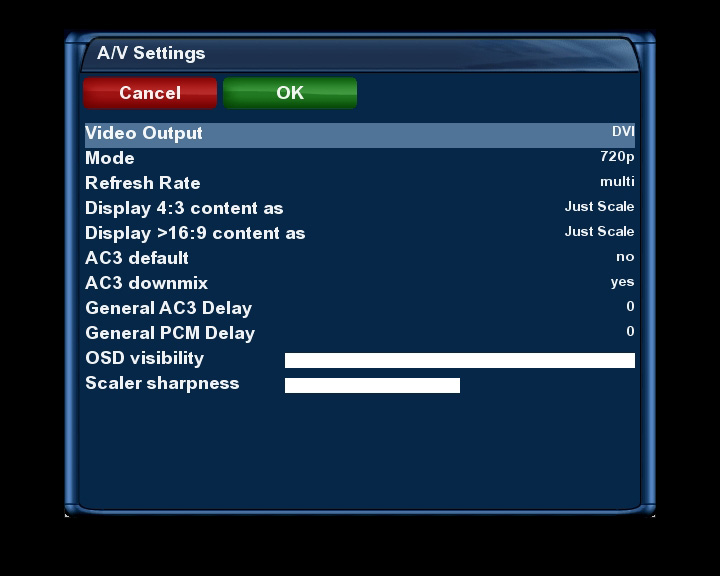 A/V Settings
Cancel OK
Video Output DVI
Mode 720p
Refresh Rate multi
Display 4:3 content as Just Scale
Display >16:9 content as Just Scale
AC3 default no
AC3 downmix yes
General AC3 Delay 0
General PCM Delay 0
OSD visibility
Scaler sharpness